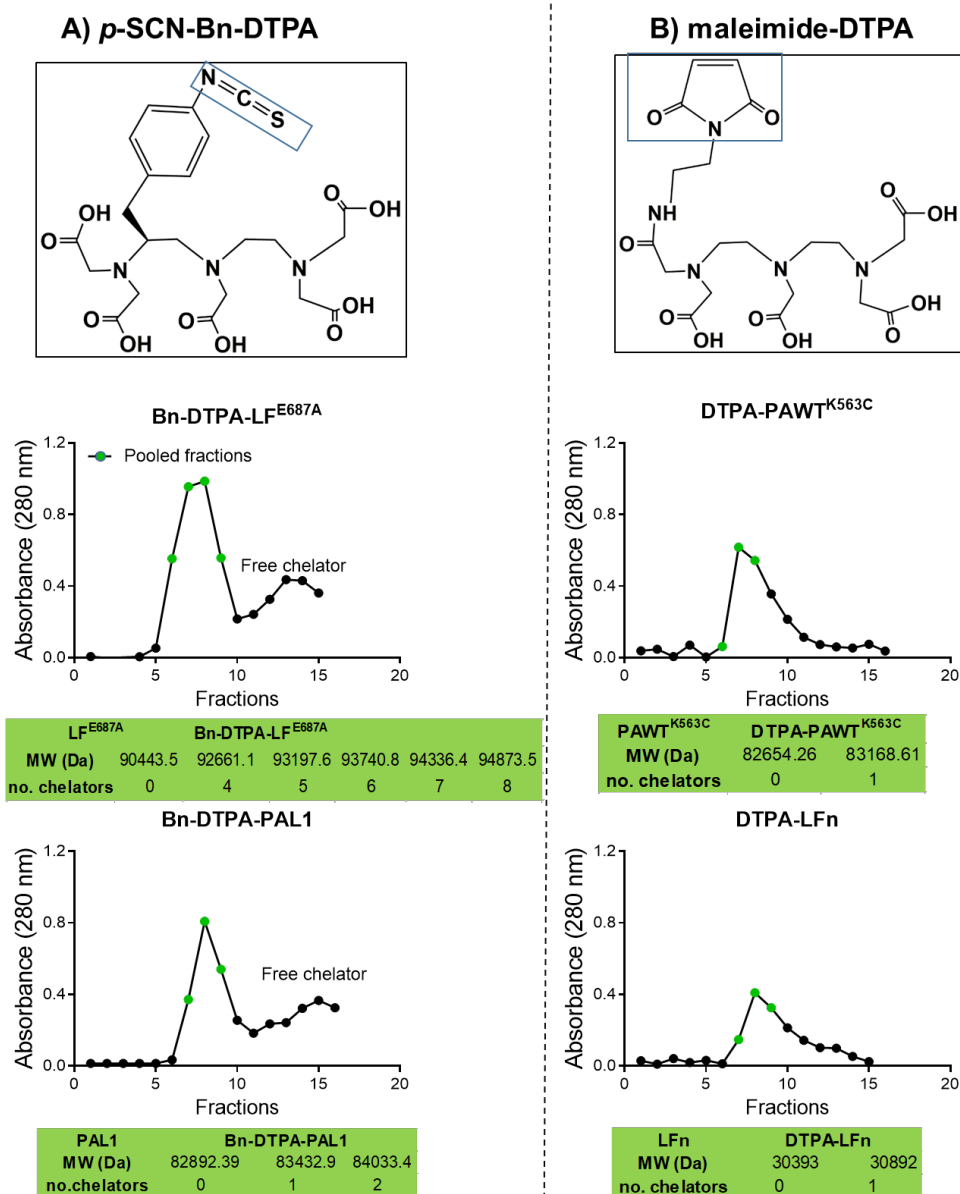 A) p-SCN-Bn-DTPA
N
C
S
OH
O
N
N
N
O
OH
O
OH
O
OH
O
OH
Bn-DTPA-LF^E687A
Absorbance (280 nm)
1.2
0.8
0.4
0.0
Pooled fractions
Free chelator
0 5 10 15 20
Fractions
LF^E687A Bn-DTPA-LF^E687A
MW (Da) 90443.5 92661.1 93197.6 93740.8 94336.4 94873.5
no. chelators 0 4 5 6 7 8
Bn-DTPA-PAL1
Absorbance (280 nm)
1.2
0.8
0.4
0.0
Free chelator
0 5 10 15 20
Fractions
PAL1 Bn-DTPA-PAL1
MW (Da) 82892.39 83432.9 84033.4
no.chelators 0 1 2
B) maleimide-DTPA
O
N
O
NH
O
N
N
N
O
OH
O
OH
O
OH
O
OH
DTPA-PAWT^K563C
Absorbance (280 nm)
1.2
0.8
0.4
0.0
0 5 10 15 20
Fractions
PAWT^K563C DTPA-PAWT^K563C
MW (Da) 82654.26 83168.61
no. chelators 0 1
DTPA-LFn
Absorbance (280 nm)
1.2
0.8
0.4
0.0
0 5 10 15 20
Fractions
LFn DTPA-LFn
MW (Da) 30393 30892
no. chelators 0 1